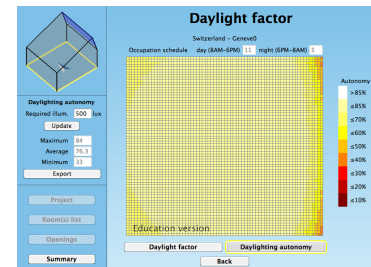 Daylight factor
Switzerland - Geneve0
Occupation schedule day (8AM-6PM) 11 night (6PM-8AM) 5
Daylighting autonomy
Required illum. 500 lux
Update
Maximum 84
Average 76.3
Minimum 33
Export
Project
Room(s) list
Openings
Summary
Autonomy
>85%
≤85%
≤70%
≤60%
≤50%
≤40%
≤30%
≤20%
≤10%
Education version
Daylight factor
Daylighting autonomy
Back